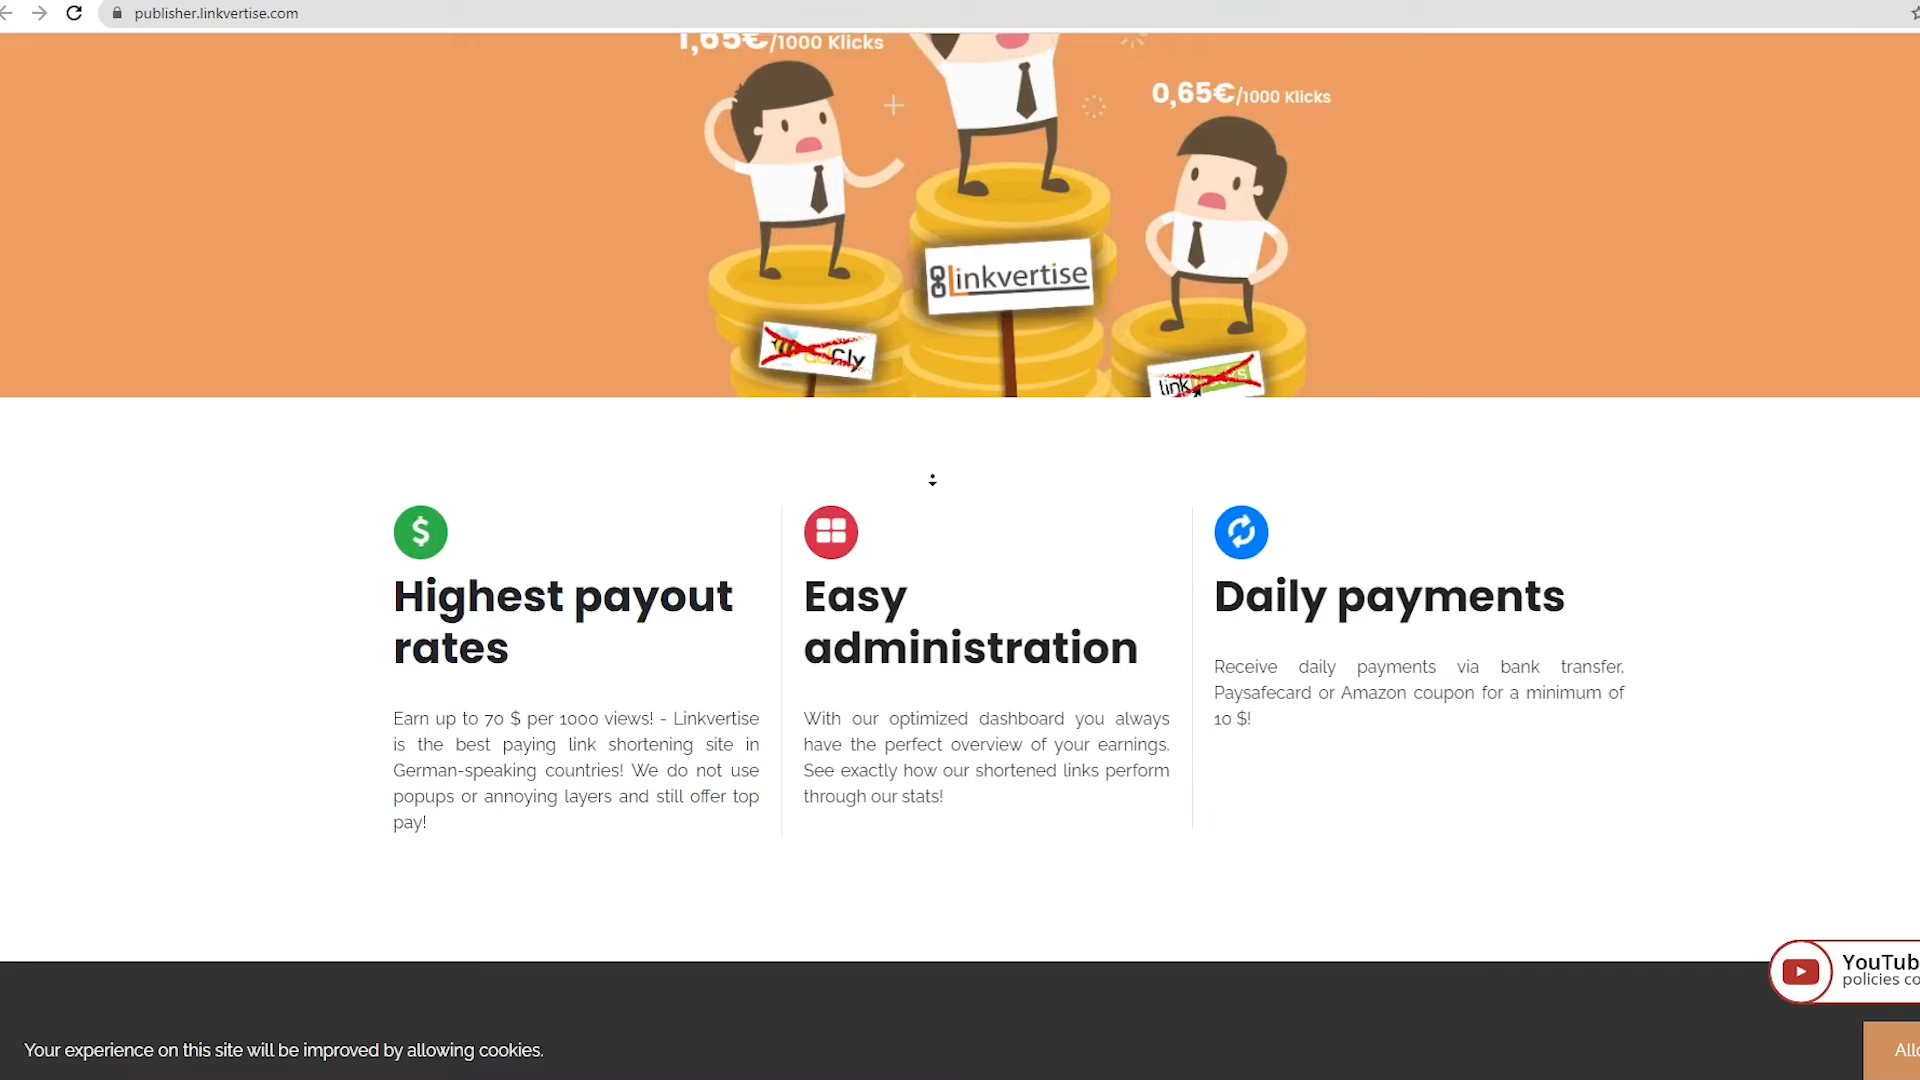 publisher.linkvertise.com
1,65€/1000 Klicks
0,65€/1000 Klicks
Linkvertise
adfly
link
Highest payout
rates
Earn up to 70 $ per 1000 views! - Linkvertise
is the best paying link shortening site in
German-speaking countries! We do not use
popups or annoying layers and still offer top
pay!
Easy
administration
With our optimized dashboard you always
have the perfect overview of your earnings.
See exactly how our shortened links perform
through our stats!
Daily payments
Receive daily payments via bank transfer,
Paysafecard or Amazon coupon for a minimum of
10 $!
YouTub
policies co
Your experience on this site will be improved by allowing cookies.
Allo